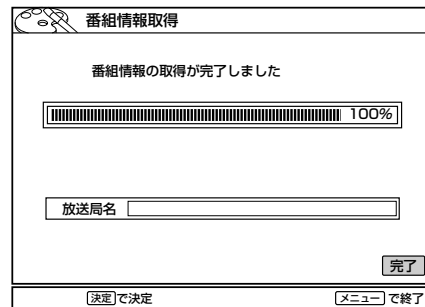 番組情報取得
番組情報の取得が完了しました
100%
放送局名
完了
決定で決定
メニューで終了